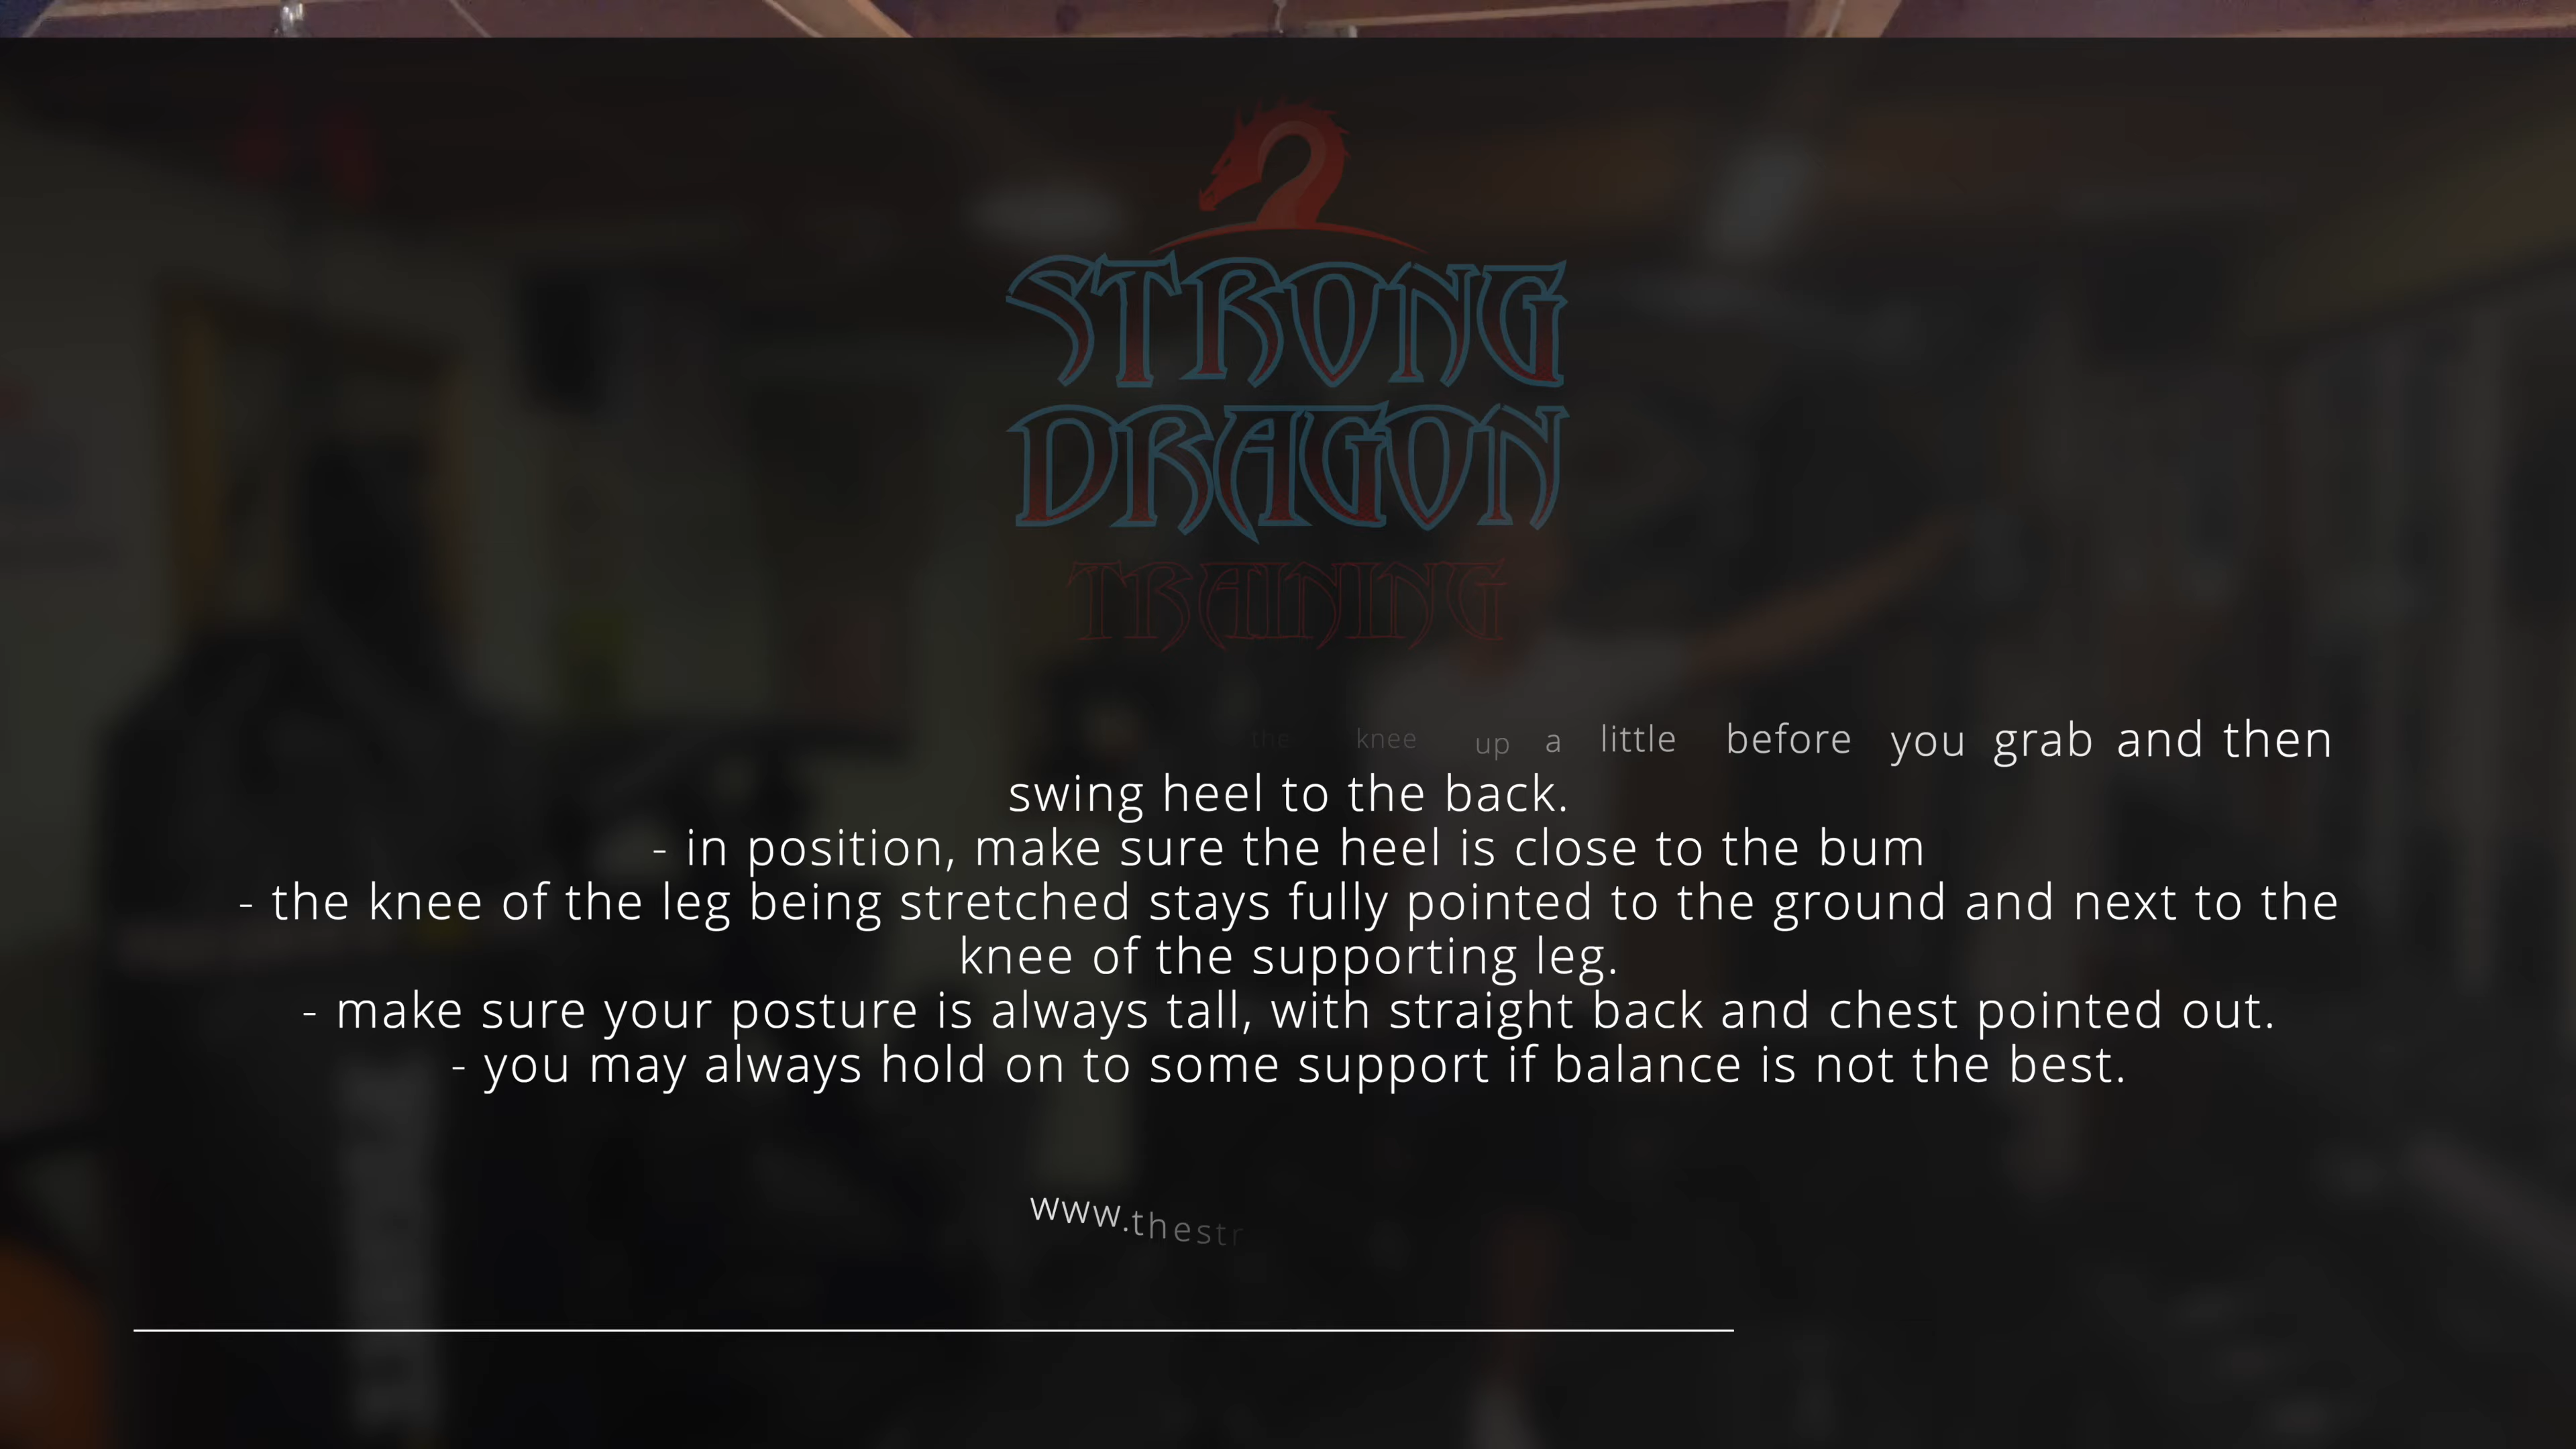 STRONG
DRAGON
TRAINING
the knee up a little before you grab and then
swing heel to the back.
- in position, make sure the heel is close to the bum
- the knee of the leg being stretched stays fully pointed to the ground and next to the
knee of the supporting leg.
- make sure your posture is always tall, with straight back and chest pointed out.
- you may always hold on to some support if balance is not the best.
www.thestr